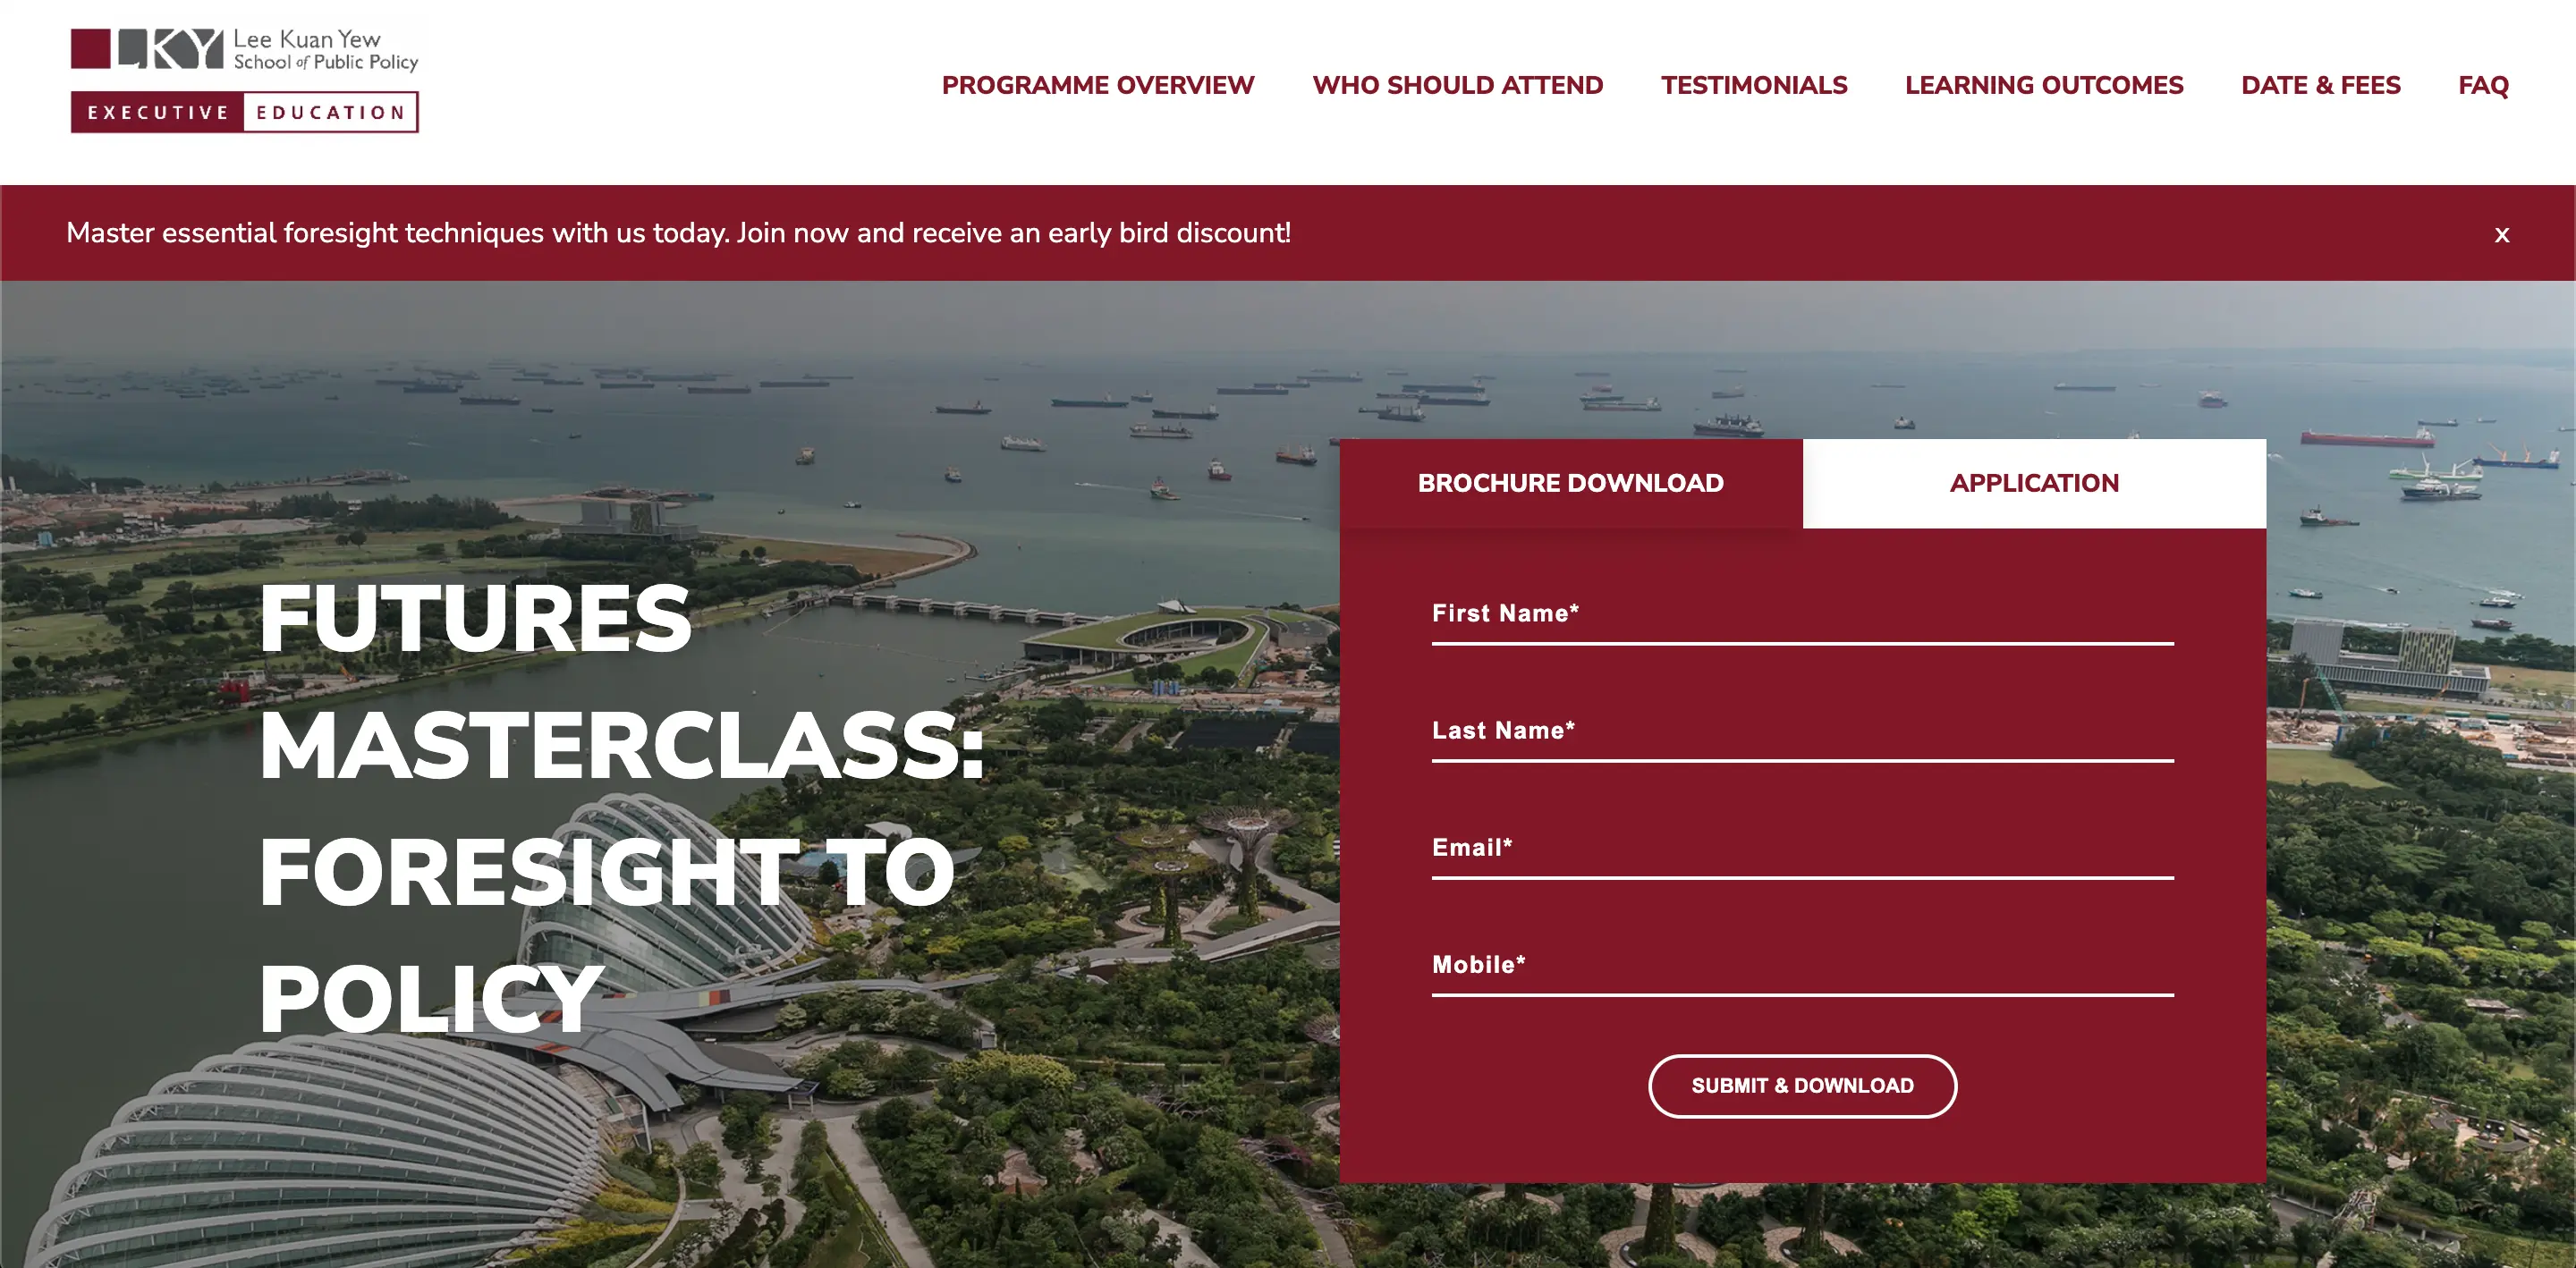 LKY Lee Kuan Yew
School of Public Policy
EXECUTIVE EDUCATION
PROGRAMME OVERVIEW
WHO SHOULD ATTEND
TESTIMONIALS
LEARNING OUTCOMES
DATE & FEES
FAQ
Master essential foresight techniques with us today. Join now and receive an early bird discount!
x
FUTURES
MASTERCLASS:
FORESIGHT TO
POLICY
BROCHURE DOWNLOAD
APPLICATION
First Name*
Last Name*
Email*
Mobile*
SUBMIT & DOWNLOAD